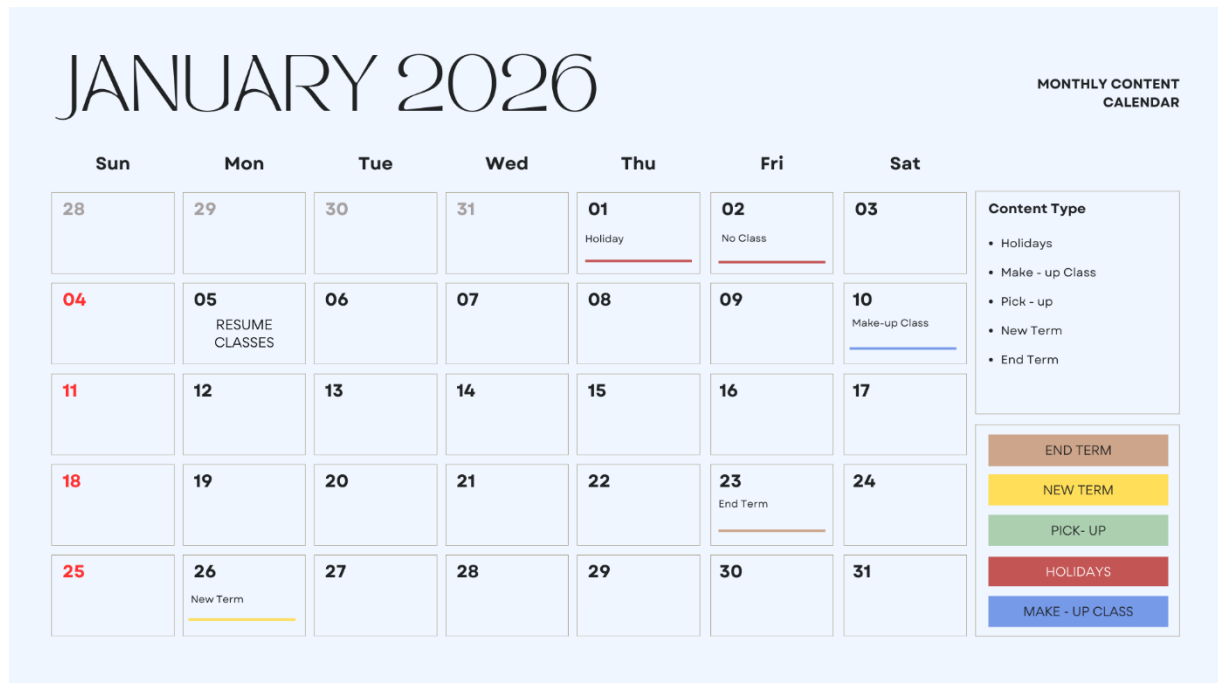 JANUARY 2026
MONTHLY CONTENT
CALENDAR
Sun Mon Tue Wed Thu Fri Sat
28 29 30 31 01 02 03
Holiday No Class
04 05 06 07 08 09 10
RESUME
CLASSES
Make-up Class
11 12 13 14 15 16 17
18 19 20 21 22 23 24
End Term
25 26 27 28 29 30 31
New Term
Content Type
• Holidays
• Make - up Class
• Pick - up
• New Term
• End Term
END TERM
NEW TERM
PICK- UP
HOLIDAYS
MAKE - UP CLASS